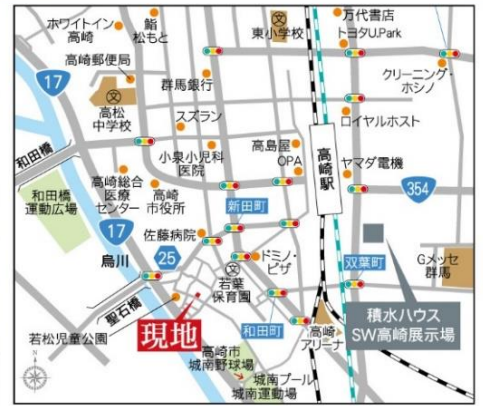 ホワイトイン
高崎
鮨
松もと
東小学校
万代書店
トヨタU.Park
高崎郵便局
17
文
高松
中学校
群馬銀行
文
クリーニング・
ホシノ
スズラン
ロイヤルホスト
和田橋
小泉小児科
医院
高島屋
OPA
高崎駅
ヤマダ電機
354
和田橋
運動広場
高崎総合
医療
センター
高崎
市役所
新田町
17
佐藤病院
烏川
25
文
若葉
保育園
ドミノ・
ピザ
双葉町
Gメッセ
群馬
聖石橋
現地
和田町
高崎
アリーナ
積水ハウス
SW高崎展示場
若松児童公園
高崎市
城南野球場
城南プール
城南運動場
N